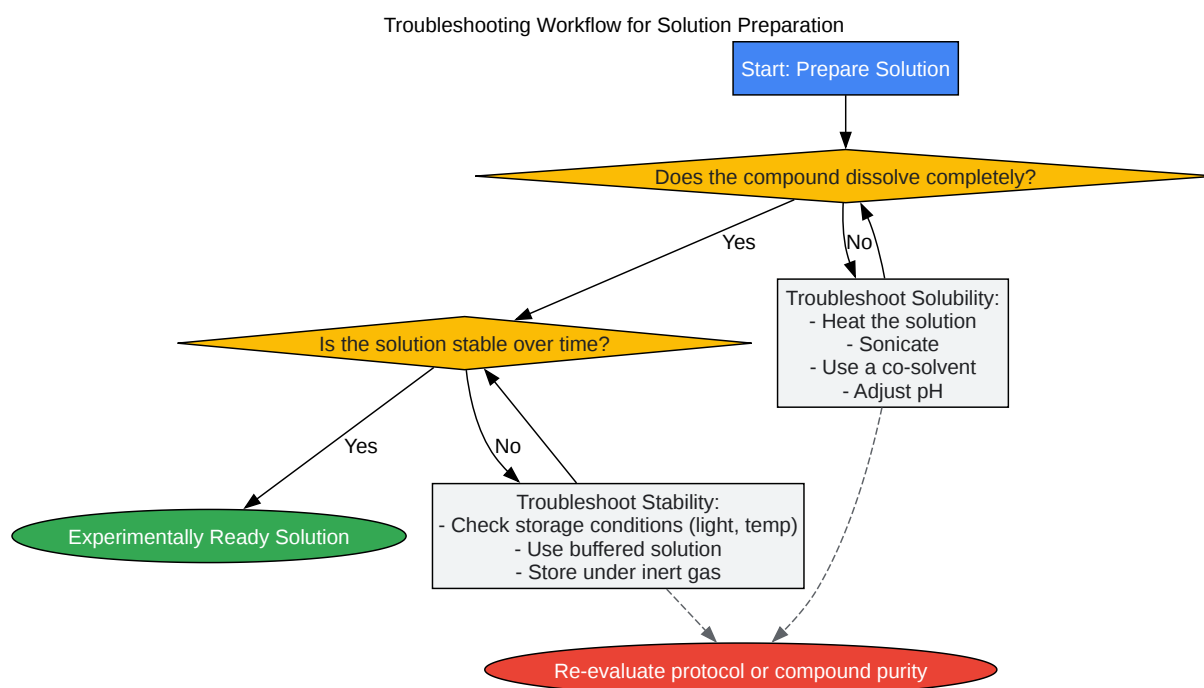 Troubleshooting Workflow for Solution Preparation
Start: Prepare Solution
Does the compound dissolve completely?
Yes
No
Troubleshoot Solubility:
- Heat the solution
- Sonicate
- Use a co-solvent
- Adjust pH
Is the solution stable over time?
Yes
No
Troubleshoot Stability:
- Check storage conditions (light, temp)
- Use buffered solution
- Store under inert gas
Experimentally Ready Solution
Re-evaluate protocol or compound purity